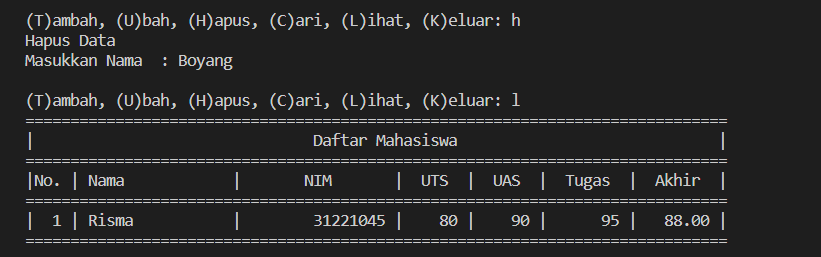 (T)ambah, (U)bah, (H)apus, (C)ari, (L)ihat, (K)eluar: h
Hapus Data
Masukkan Nama  : Boyang
(T)ambah, (U)bah, (H)apus, (C)ari, (L)ihat, (K)eluar: l
==============================================================================
|                               Daftar Mahasiswa                             |
==============================================================================
|No. | Nama            |       NIM       |  UTS  |  UAS  |  Tugas  |  Akhir  |
==============================================================================
|  1 | Risma           |        31221045 |    80 |    90 |      95 |   88.00 |
==============================================================================